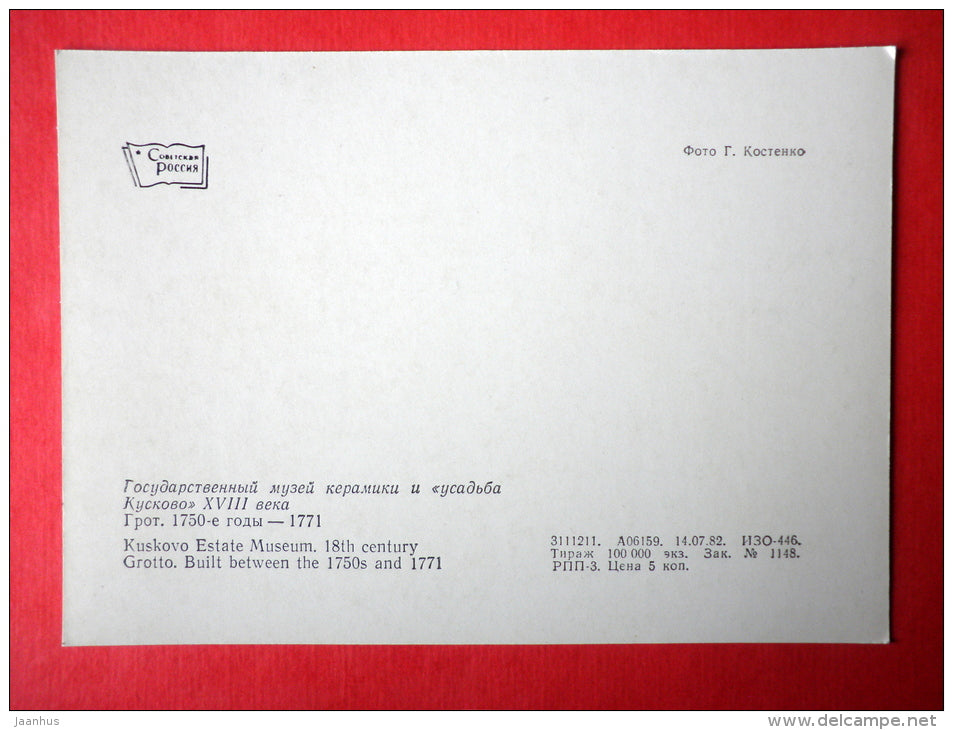 Советская
Россия
Фото Г. Костенко
Государственный музей керамики и «усадьба
Кусково» XVIII века
Грот. 1750-е годы — 1771
Kuskovo Estate Museum. 18th century
Grotto. Built between the 1750s and 1771
3111211. А06159. 14.07.82. ИЗО-446.
Тираж 100 000 экз. Зак. № 1148.
РПП-3. Цена 5 коп.
Jaanhus
www.delcampe.net